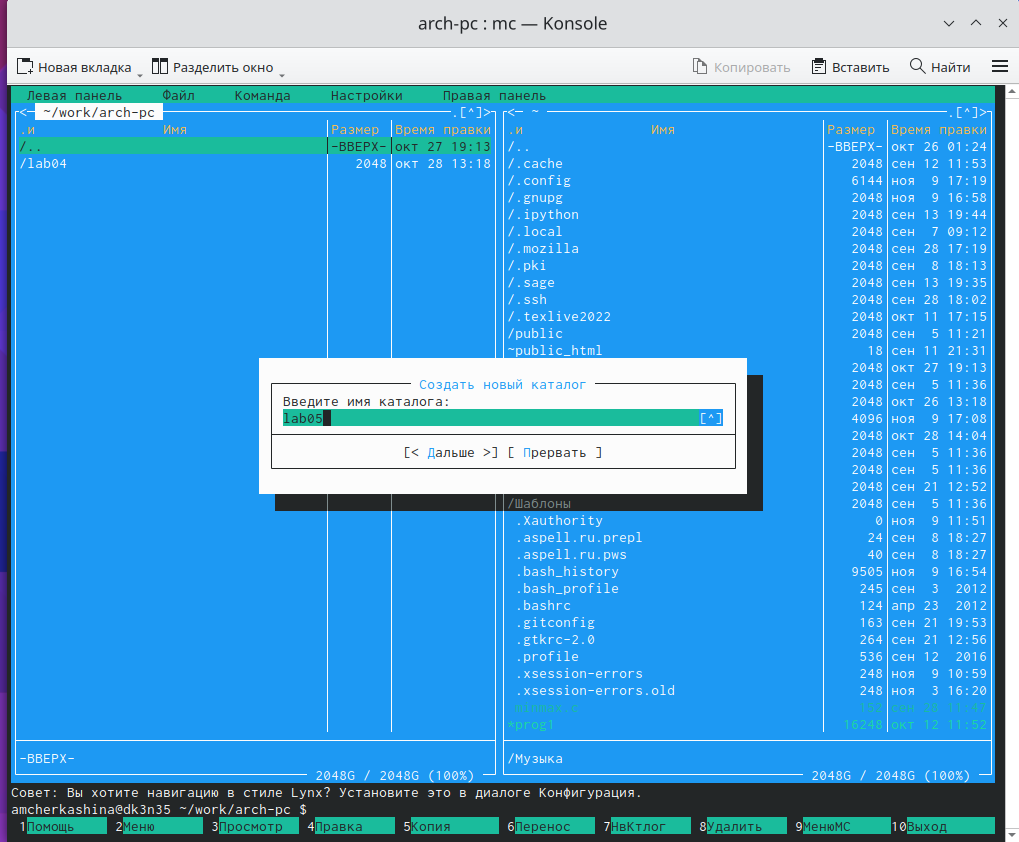 arch-pc : mc — Konsole
Новая вкладка Разделить окно Копировать Вставить Найти
Левая панель Файл Команда Настройки Правая панель
<— ~/work/arch-pc .[^]>
.и Имя Размер Время правки
/.. -ВВЕРХ- окт 27 19:13
/lab04 2048 окт 28 13:18
-ВВЕРХ-
2048G / 2048G (100%)
<— ~ .[^]>
.и Имя Размер Время правки
/.. -ВВЕРХ- окт 26 01:24
/.cache 2048 сен 12 11:53
/.config 6144 ноя 9 17:19
/.gnupg 2048 ноя 9 16:58
/.ipython 2048 сен 13 19:44
/.local 2048 сен 7 09:12
/.mozilla 2048 сен 28 17:19
/.pki 2048 сен 8 18:13
/.sage 2048 сен 13 19:35
/.ssh 2048 сен 28 18:02
/.texlive2022 2048 окт 11 17:15
/public 2048 сен 5 11:21
~public_html 18 сен 11 21:31
2048 окт 27 19:13
2048 сен 5 11:36
2048 окт 26 13:18
4096 ноя 9 17:08
2048 окт 28 14:04
2048 сен 5 11:36
2048 сен 5 11:36
2048 сен 21 12:52
/Шаблоны 2048 сен 5 11:36
.Xauthority 0 ноя 9 11:51
.aspell.ru.prepl 24 сен 8 18:27
.aspell.ru.pws 40 сен 8 18:27
.bash_history 9505 ноя 9 16:54
.bash_profile 245 сен 3 2012
.bashrc 124 апр 23 2012
.gitconfig 163 сен 21 19:53
.gtkrc-2.0 264 сен 21 12:56
.profile 536 сен 12 2016
.xsession-errors 248 ноя 9 10:59
.xsession-errors.old 248 ноя 3 16:20
minmax.c 152 сен 28 11:47
*prog1 16248 окт 12 11:52
/Музыка
2048G / 2048G (100%)
Создать новый каталог
Введите имя каталога:
lab05 [^]
[< Дальше >] [ Прервать ]
Совет: Вы хотите навигацию в стиле Lynx? Установите это в диалоге Конфигурация.
amcherkashina@dk3n35 ~/work/arch-pc $
1Помощь 2Меню 3Просмотр 4Правка 5Копия 6Перенос 7НвКтлог 8Удалить 9МенюMC 10Выход